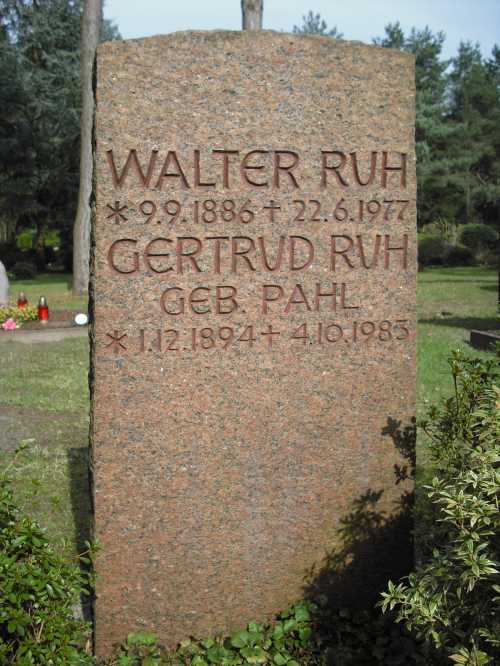 WALTER RUH
* 9.9.1886 + 22.6.1977
GERTRUD RUH
GEB. PAHL
* 1.12.1894 + 4.10.1983